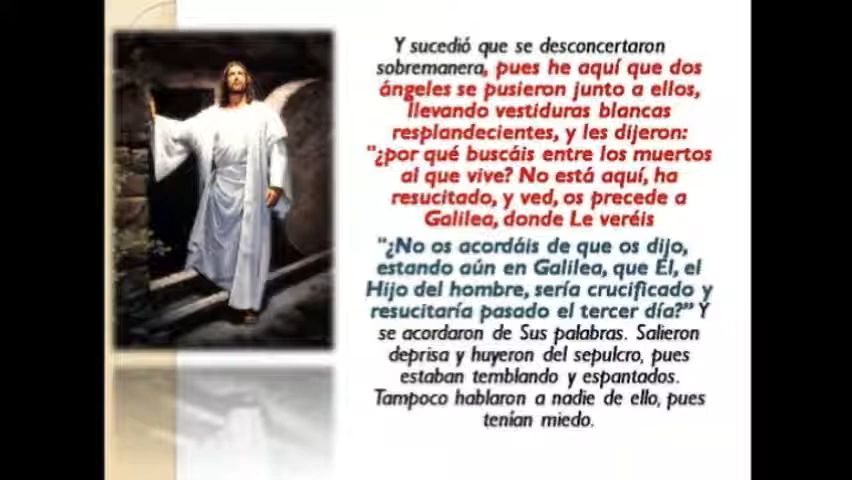 Y sucedió que se desconcertaron
sobremanera, pues he aquí que dos
ángeles se pusieron junto a ellos,
llevando vestiduras blancas
resplandecientes, y les dijeron:
"¿por qué buscáis entre los muertos
al que vive? No está aquí, ha
resucitado, y ved, os precede a
Galilea, donde Le veréis
"¿No os acordáis de que os dijo,
estando aún en Galilea, que Él, el
Hijo del hombre, sería crucificado y
resucitaría pasado el tercer día?" Y
se acordaron de Sus palabras. Salieron
deprisa y huyeron del sepulcro, pues
estaban temblando y espantados.
Tampoco hablaron a nadie de ello, pues
tenían miedo.